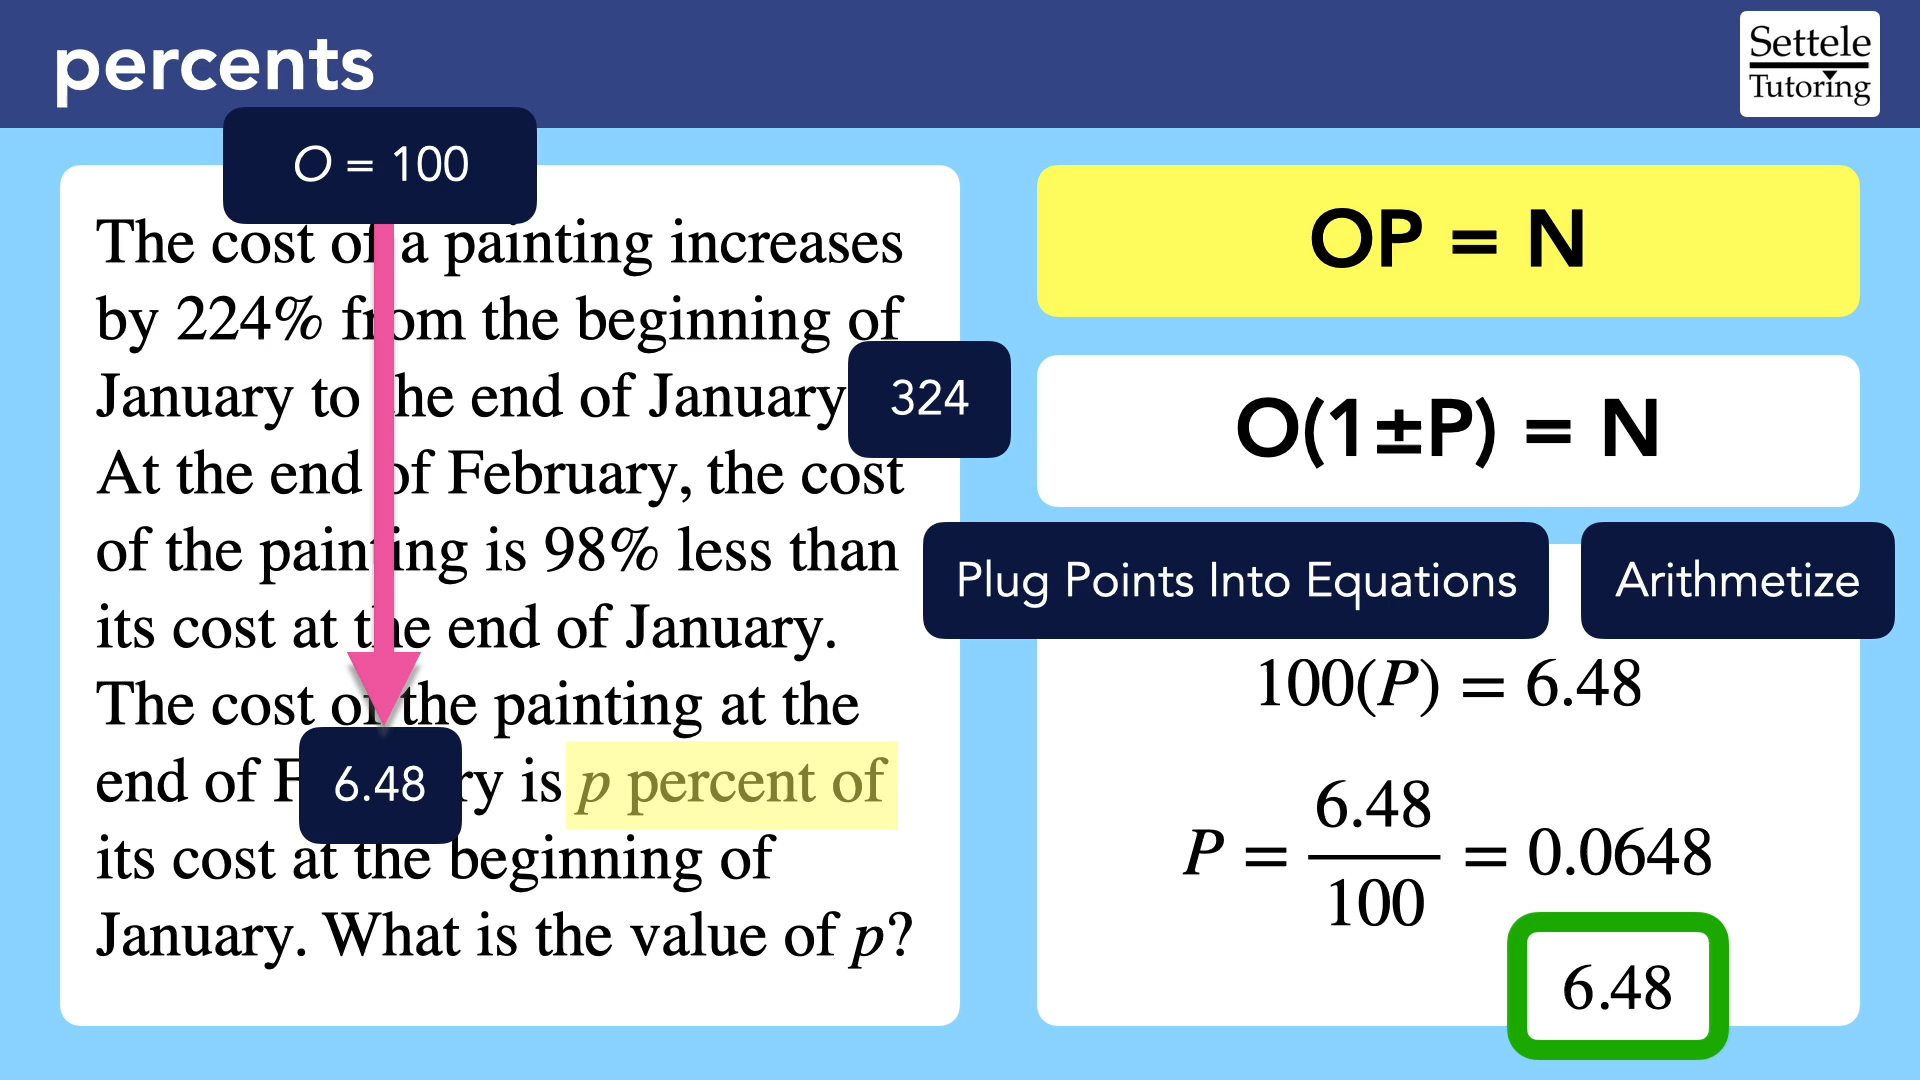 percents
Settele
Tutoring
O = 100
The cost of a painting increases
by 224% from the beginning of
January to the end of January
324
At the end of February, the cost
of the painting is 98% less than
its cost at the end of January.
The cost of the painting at the
end of ry is p percent of
6.48
its cost at the beginning of
January. What is the value of p?
OP = N
O(1±P) = N
Plug Points Into Equations
Arithmetize
100(P) = 6.48
P = 6.48/100 = 0.0648
6.48